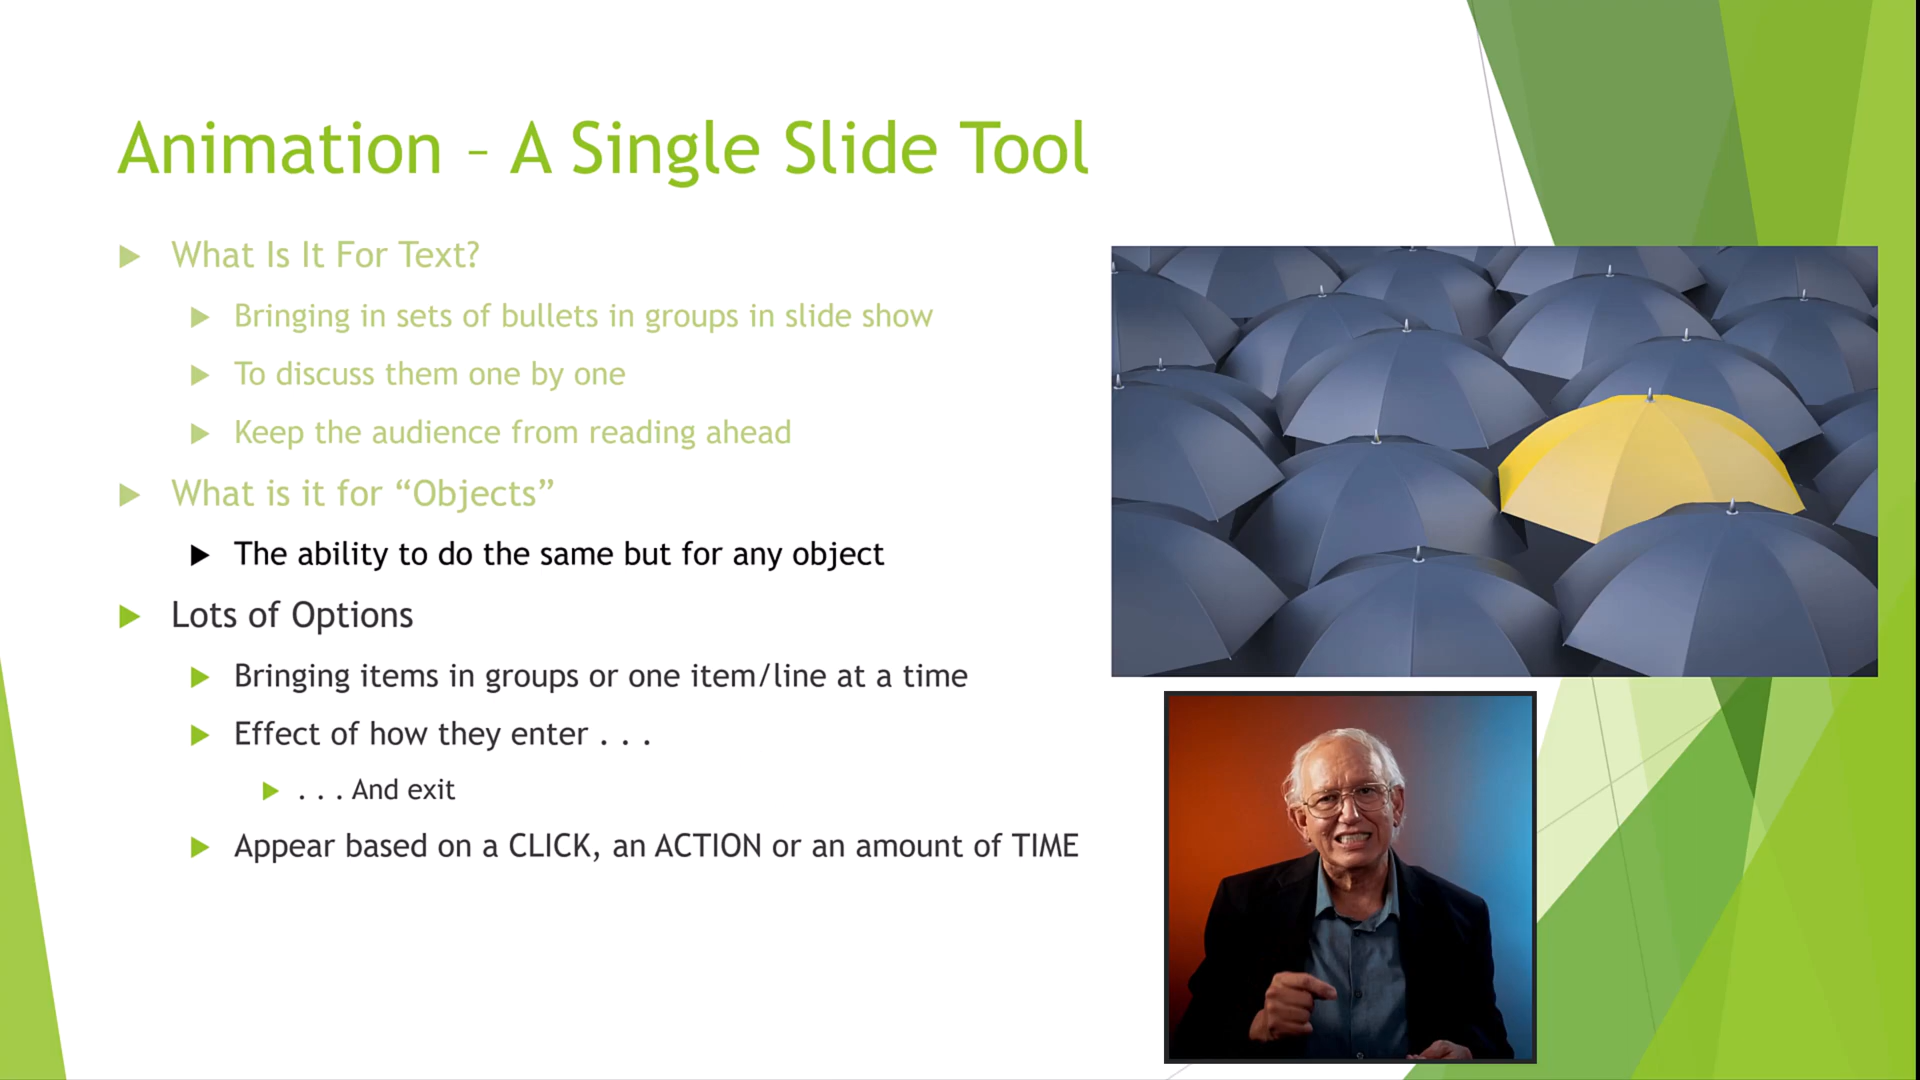 Animation – A Single Slide Tool
What Is It For Text?
Bringing in sets of bullets in groups in slide show
To discuss them one by one
Keep the audience from reading ahead
What is it for “Objects”
The ability to do the same but for any object
Lots of Options
Bringing items in groups or one item/line at a time
Effect of how they enter . . .
. . . And exit
Appear based on a CLICK, an ACTION or an amount of TIME